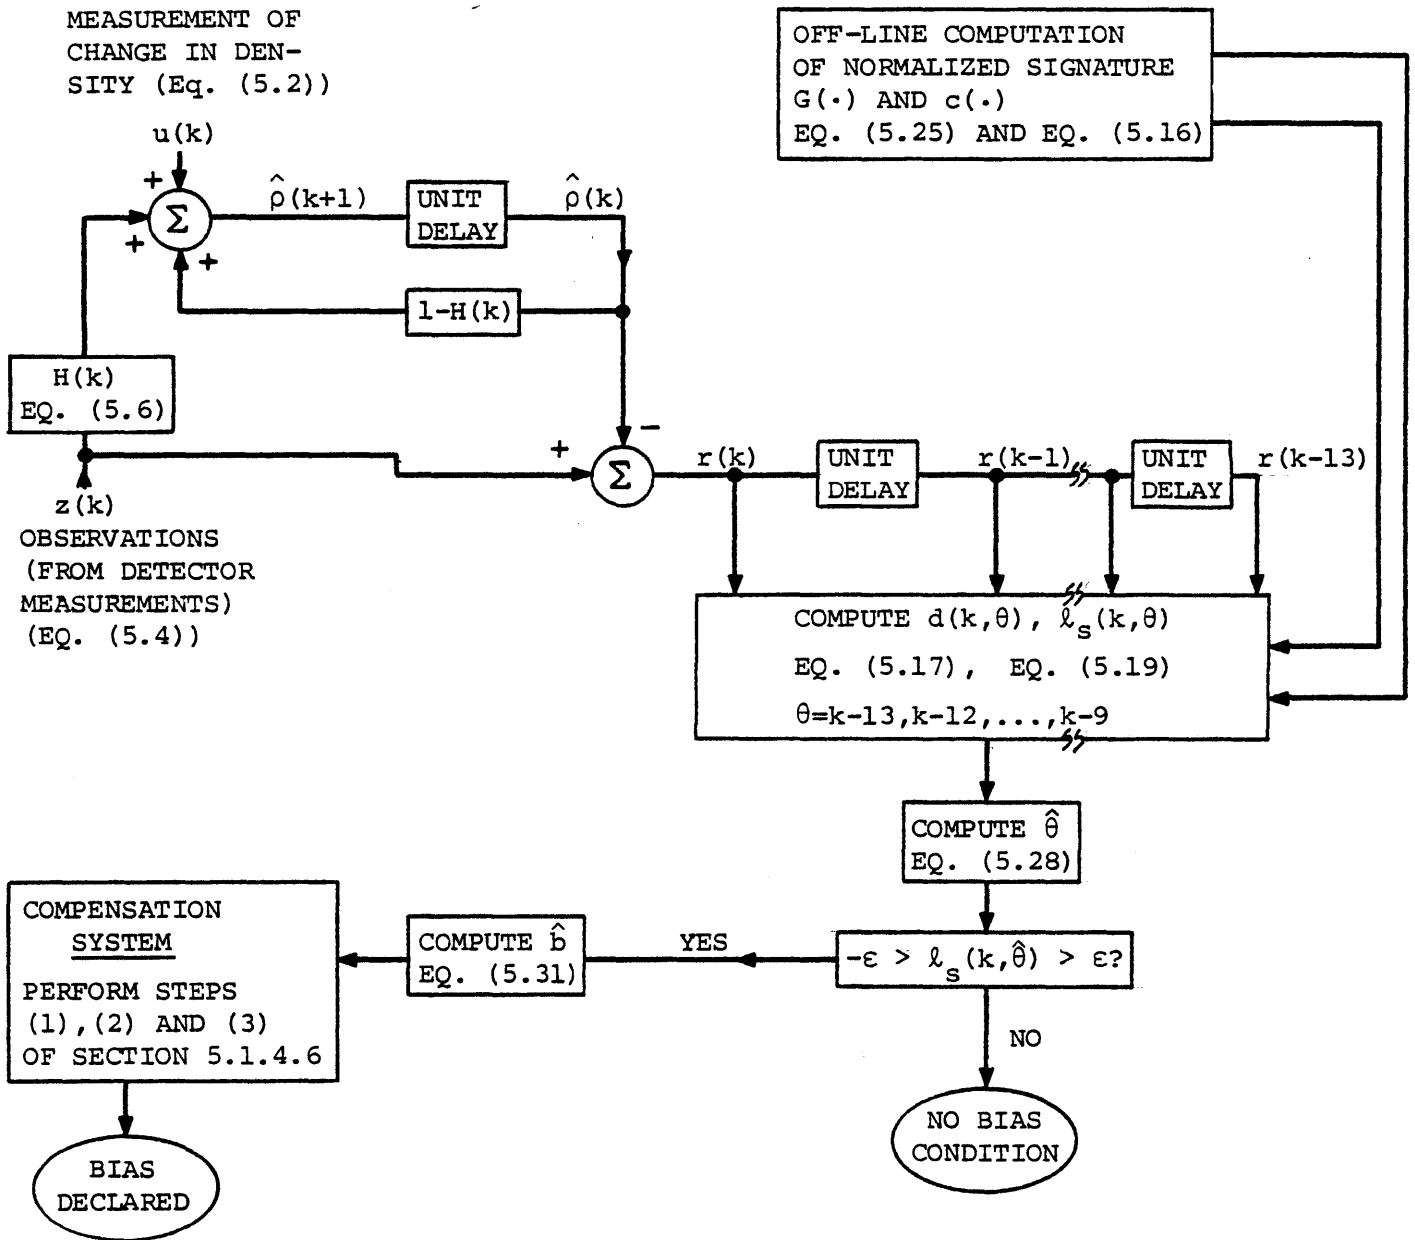 MEASUREMENT OF
CHANGE IN DEN-
SITY (Eq. (5.2))
u(k)
OFF-LINE COMPUTATION
OF NORMALIZED SIGNATURE
G(·) AND c(·)
EQ. (5.25) AND EQ. (5.16)
+
Σ
+
+
ρ̂(k+1)
UNIT
DELAY
ρ̂(k)
1-H(k)
H(k)
EQ. (5.6)
z(k)
OBSERVATIONS
(FROM DETECTOR
MEASUREMENTS)
(EQ. (5.4))
+
−
Σ
r(k)
UNIT
DELAY
r(k-1)
UNIT
DELAY
r(k-13)
COMPUTE d(k,θ), ℓ_s(k,θ)
EQ. (5.17), EQ. (5.19)
θ=k-13,k-12,...,k-9
COMPUTE θ̂
EQ. (5.28)
-ε > ℓ_s(k,θ̂) > ε?
YES
NO
COMPUTE b̂
EQ. (5.31)
COMPENSATION
SYSTEM
PERFORM STEPS
(1),(2) AND (3)
OF SECTION 5.1.4.6
NO BIAS
CONDITION
BIAS
DECLARED